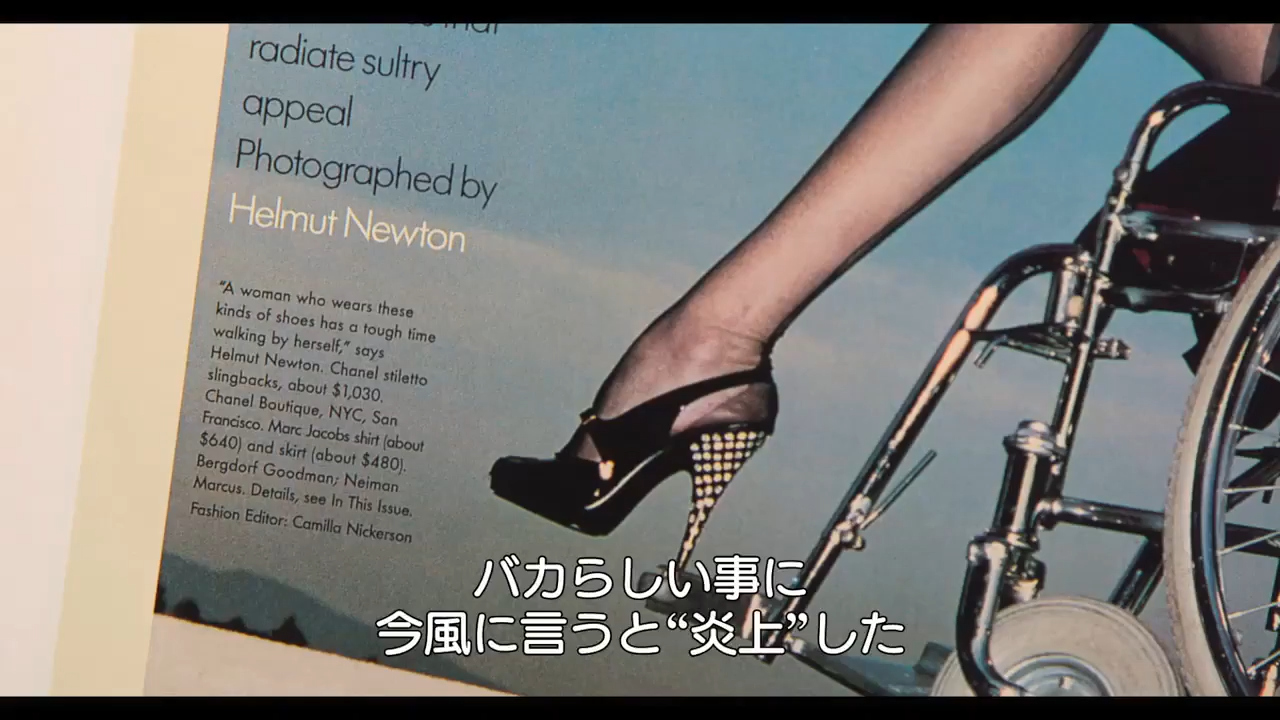 radiate sultry
appeal
Photographed by
Helmut Newton
“A woman who wears these
kinds of shoes has a tough time
walking by herself,” says
Helmut Newton. Chanel stiletto
slingbacks, about $1,030.
Chanel Boutique, NYC, San
Francisco. Marc Jacobs shirt (about
$640) and skirt (about $480).
Bergdorf Goodman; Neiman
Marcus. Details, see In This Issue.
Fashion Editor: Camilla Nickerson
バカらしい事に
今風に言うと“炎上”した